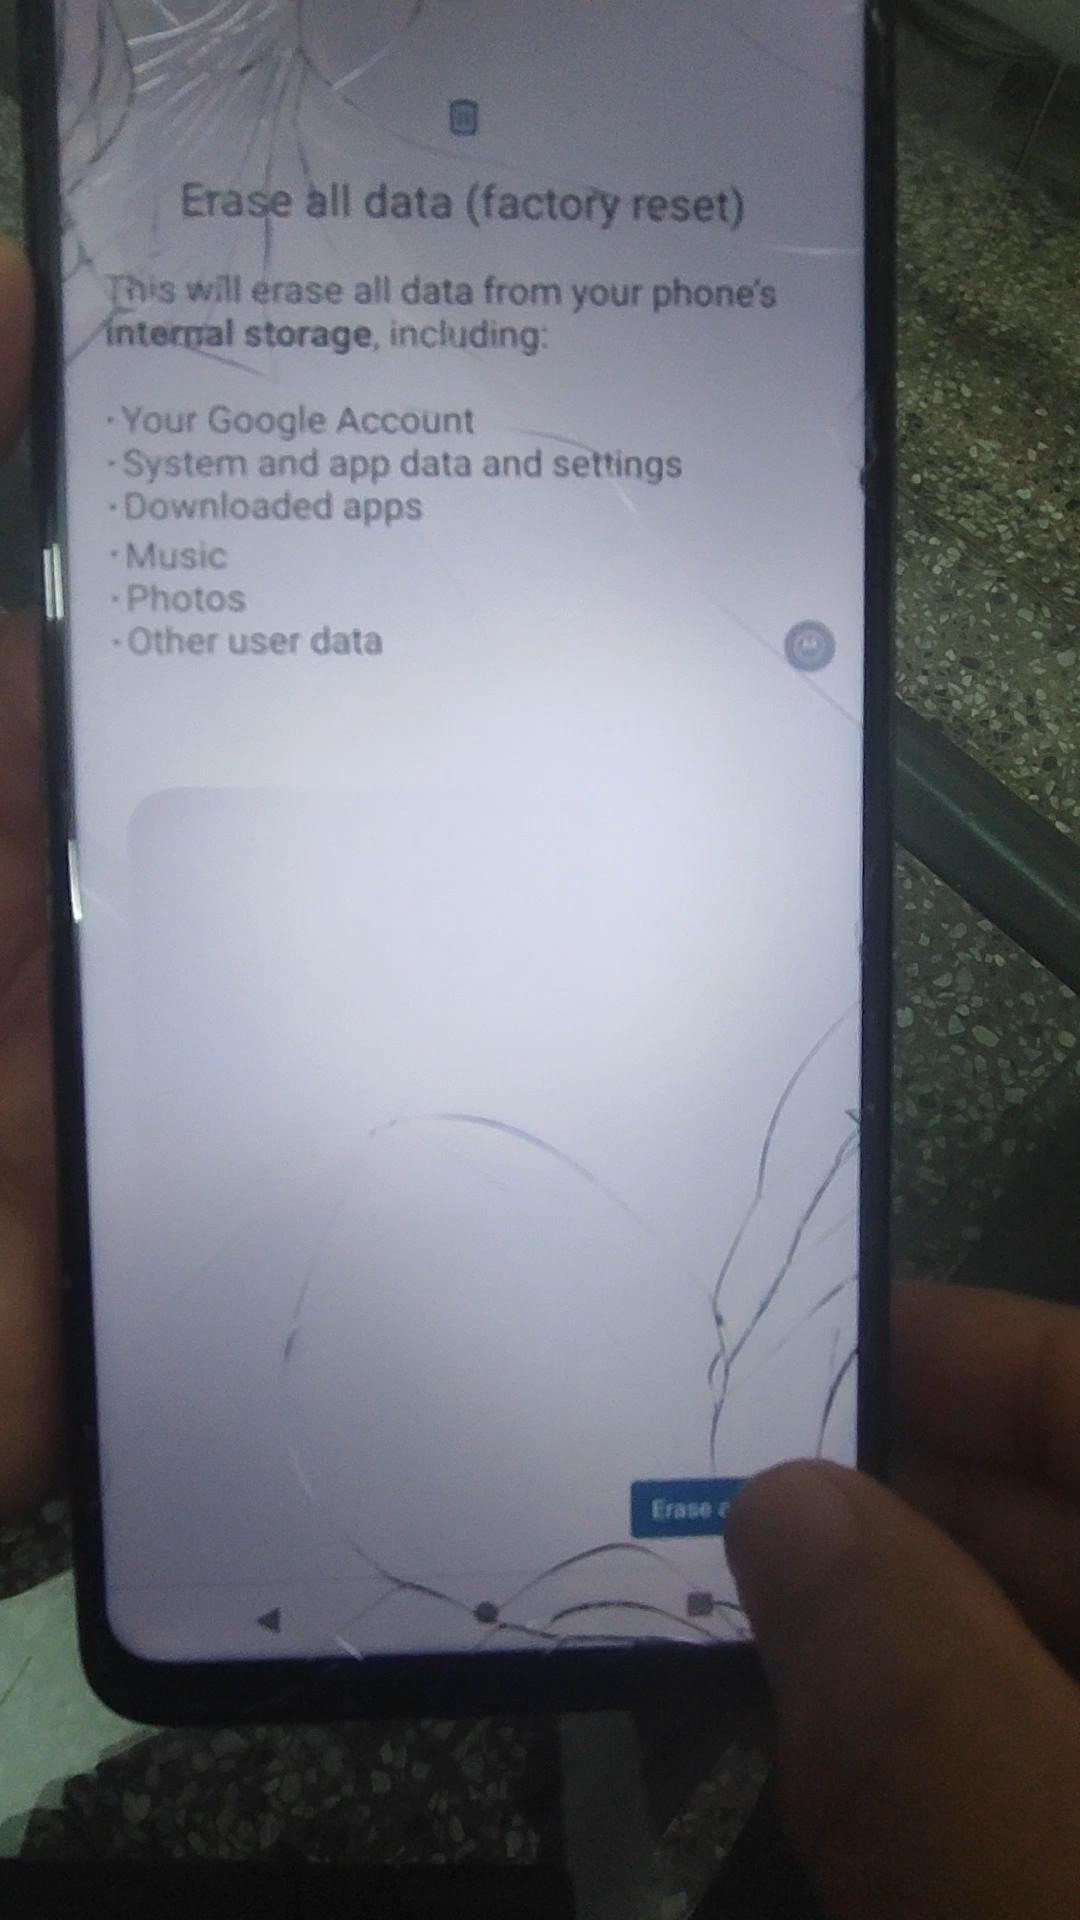 Erase all data (factory reset)
This will erase all data from your phone's
internal storage, including:
· Your Google Account
· System and app data and settings
· Downloaded apps
· Music
· Photos
· Other user data
Erase